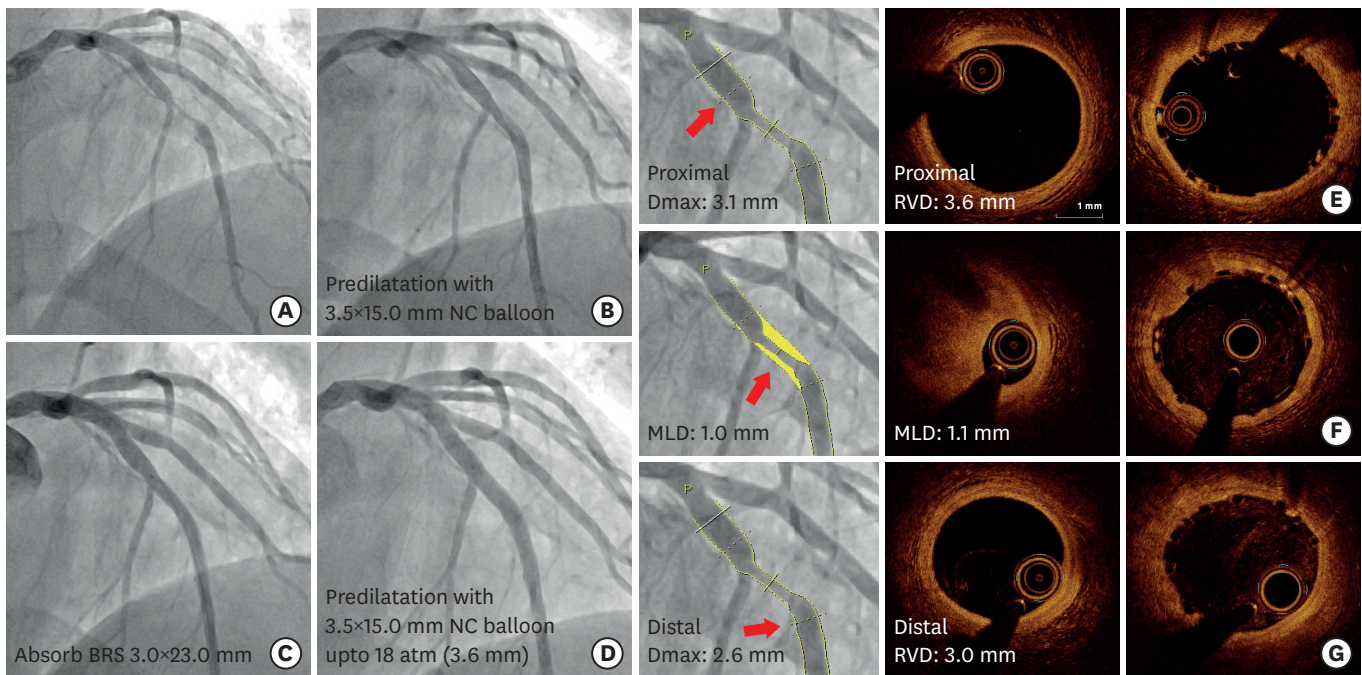 A
Predilatation with
3.5×15.0 mm NC balloon
B
Absorb BRS 3.0×23.0 mm
C
Predilatation with
3.5×15.0 mm NC balloon
upto 18 atm (3.6 mm)
D
P
Proximal
Dmax: 3.1 mm
Proximal
RVD: 3.6 mm
1 mm
E
P
MLD: 1.0 mm
MLD: 1.1 mm
F
P
Distal
Dmax: 2.6 mm
Distal
RVD: 3.0 mm
G